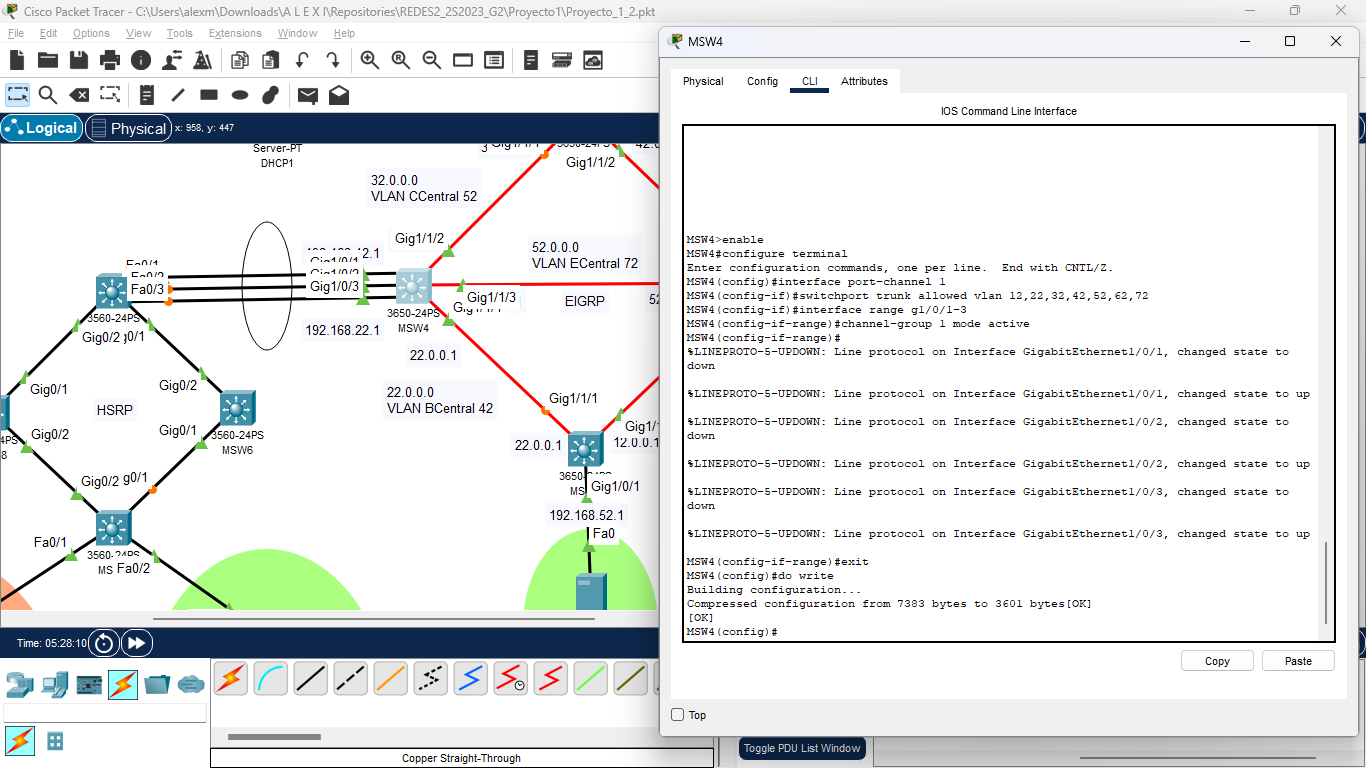 Cisco Packet Tracer - C:\Users\alexm\Downloads\A L E X I\Repositories\REDES2_2S2023_G2\Proyecto1\Proyecto_1_2.pkt
File Edit Options View Tools Extensions Window Help
Logical Physical x: 958, y: 447
Server-PT
DHCP1
Gig1/1/2
32.0.0.0
VLAN CCentral 52
Gig1/1/2
52.0.0.0
VLAN ECentral 72
Fa0/3
Gig1/0/3
Gig1/1/3
EIGRP
3560-24PS
3650-24PS
MSW4
192.168.22.1
Gig0/2
22.0.0.1
Gig0/1
Gig0/2
22.0.0.0
VLAN BCentral 42
Gig1/1/1
HSRP
Gig0/2
Gig0/1
3560-24PS
MSW6
22.0.0.1
12.0.0.1
Gig0/2
Gig1/0/1
192.168.52.1
Fa0
Fa0/1
3560-24PS
Fa0/2
Time: 05:28:10
Copper Straight-Through
MSW4
Physical Config CLI Attributes
IOS Command Line Interface
MSW4>enable
MSW4#configure terminal
Enter configuration commands, one per line. End with CNTL/Z.
MSW4(config)#interface port-channel 1
MSW4(config-if)#switchport trunk allowed vlan 12,22,32,42,52,62,72
MSW4(config-if)#interface range g1/0/1-3
MSW4(config-if-range)#channel-group 1 mode active
MSW4(config-if-range)#
%LINEPROTO-5-UPDOWN: Line protocol on Interface GigabitEthernet1/0/1, changed state to
down
%LINEPROTO-5-UPDOWN: Line protocol on Interface GigabitEthernet1/0/1, changed state to up
%LINEPROTO-5-UPDOWN: Line protocol on Interface GigabitEthernet1/0/2, changed state to
down
%LINEPROTO-5-UPDOWN: Line protocol on Interface GigabitEthernet1/0/2, changed state to up
%LINEPROTO-5-UPDOWN: Line protocol on Interface GigabitEthernet1/0/3, changed state to
down
%LINEPROTO-5-UPDOWN: Line protocol on Interface GigabitEthernet1/0/3, changed state to up
MSW4(config-if-range)#exit
MSW4(config)#do write
Building configuration...
Compressed configuration from 7383 bytes to 3601 bytes[OK]
[OK]
MSW4(config)#
Copy Paste
Top
Toggle PDU List Window